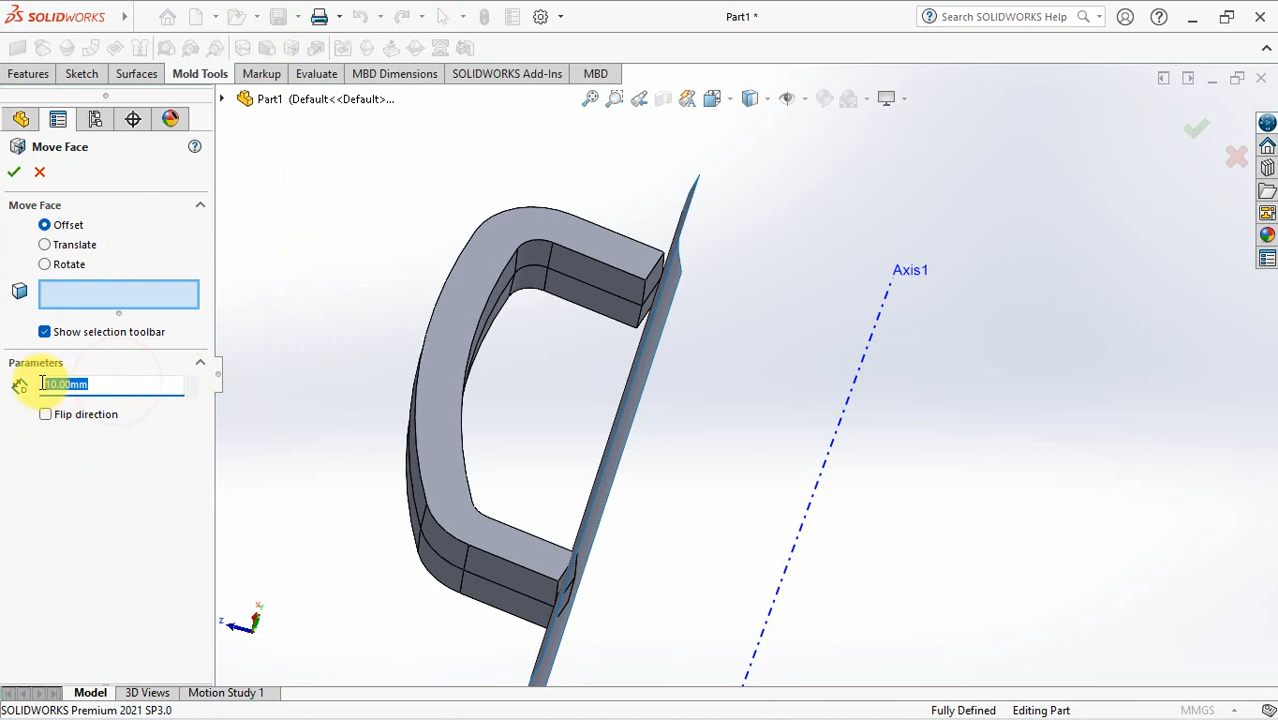 SOLIDWORKS
Part1 *
Search SOLIDWORKS Help
Features
Sketch
Surfaces
Mold Tools
Markup
Evaluate
MBD Dimensions
SOLIDWORKS Add-Ins
MBD
Part1 (Default<<Default>...
Move Face
Move Face
Offset
Translate
Rotate
Show selection toolbar
Parameters
10.00mm
Flip direction
Axis1
Y
X
Z
Model
3D Views
Motion Study 1
SOLIDWORKS Premium 2021 SP3.0
Fully Defined
Editing Part
MMGS